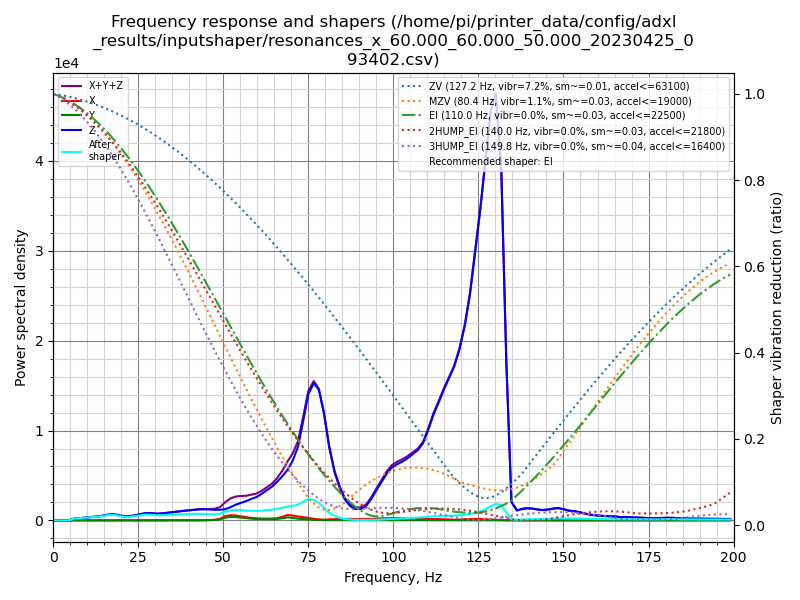 Frequency response and shapers (/home/pi/printer_data/config/adxl
_results/inputshaper/resonances_x_60.000_60.000_50.000_20230425_0
93402.csv)
1e4
X+Y+Z
X
Y
Z
After
shaper
ZV (127.2 Hz, vibr=7.2%, sm~=0.01, accel<=63100)
MZV (80.4 Hz, vibr=1.1%, sm~=0.03, accel<=19000)
EI (110.0 Hz, vibr=0.0%, sm~=0.03, accel<=22500)
2HUMP_EI (140.0 Hz, vibr=0.0%, sm~=0.03, accel<=21800)
3HUMP_EI (149.8 Hz, vibr=0.0%, sm~=0.04, accel<=16400)
Recommended shaper: EI
Power spectral density
4
3
2
1
0
Shaper vibration reduction (ratio)
1.0
0.8
0.6
0.4
0.2
0.0
0 25 50 75 100 125 150 175 200
Frequency, Hz